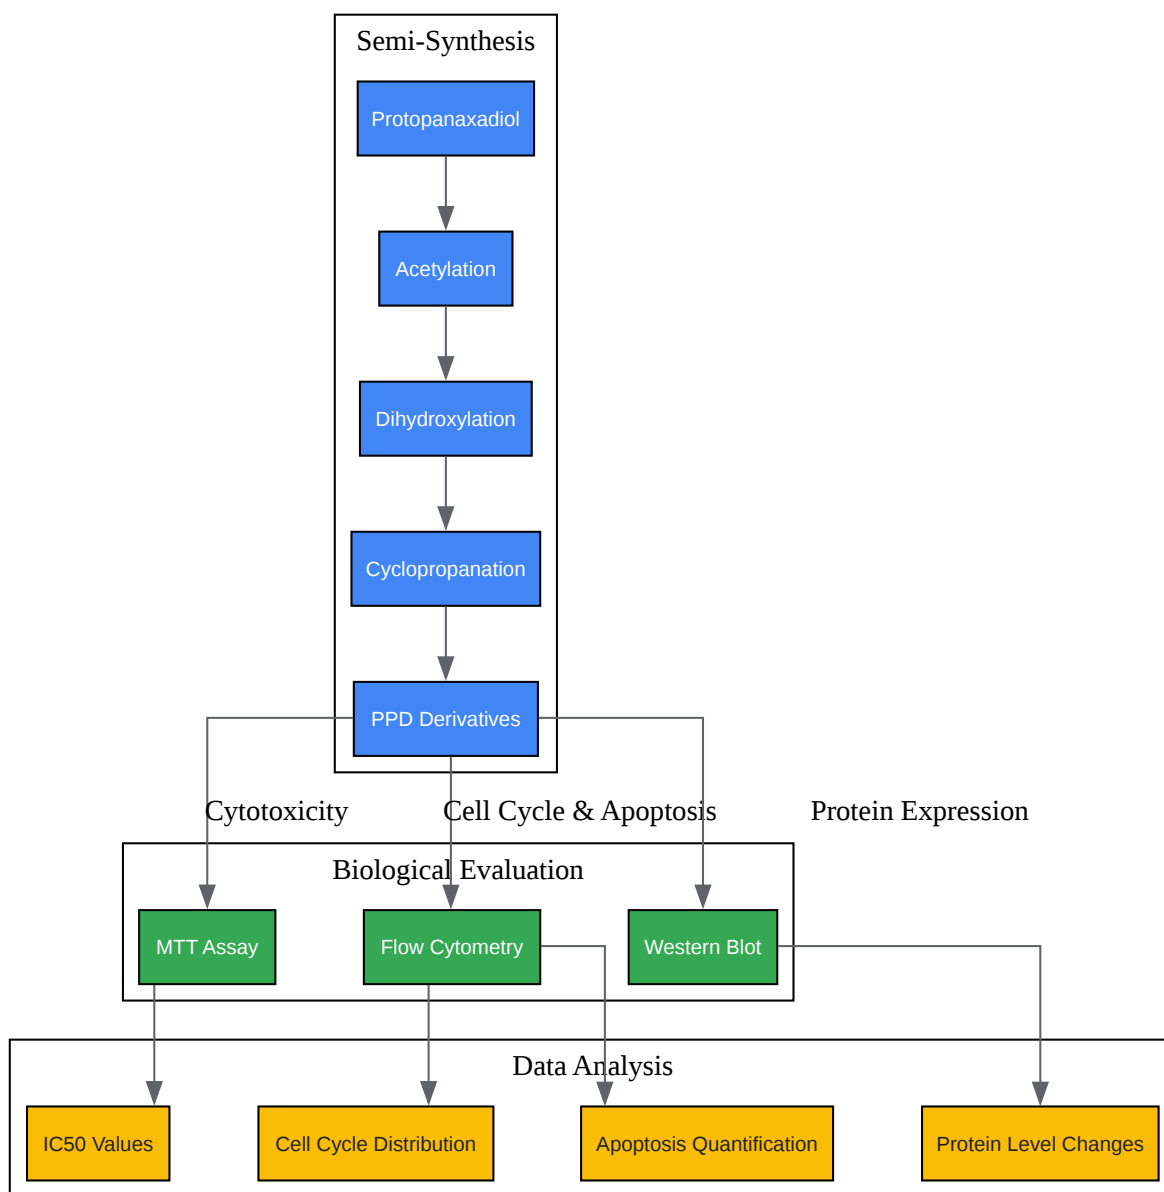 Semi-Synthesis
Protopanaxadiol
Acetylation
Dihydroxylation
Cyclopropanation
PPD Derivatives
Cytotoxicity
Cell Cycle & Apoptosis
Protein Expression
Biological Evaluation
MTT Assay
Flow Cytometry
Western Blot
Data Analysis
IC50 Values
Cell Cycle Distribution
Apoptosis Quantification
Protein Level Changes